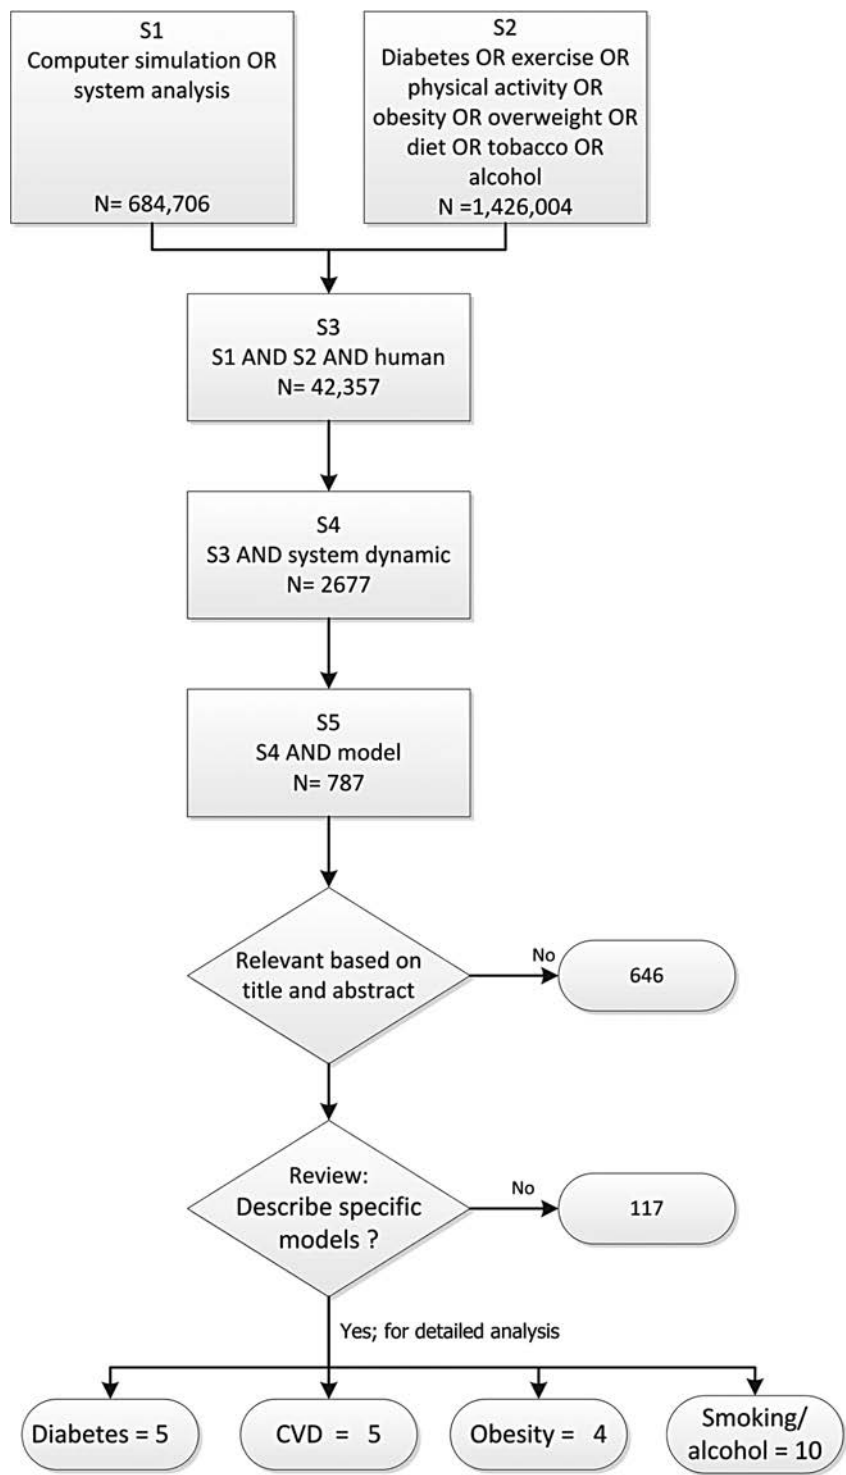 S1
Computer simulation OR
system analysis
N= 684,706
S2
Diabetes OR exercise OR
physical activity OR
obesity OR overweight OR
diet OR tobacco OR
alcohol
N =1,426,004
S3
S1 AND S2 AND human
N= 42,357
S4
S3 AND system dynamic
N= 2677
S5
S4 AND model
N= 787
Relevant based on
title and abstract
No
646
Review:
Describe specific
models ?
No
117
Yes; for detailed analysis
Diabetes = 5
CVD = 5
Obesity = 4
Smoking/
alcohol = 10